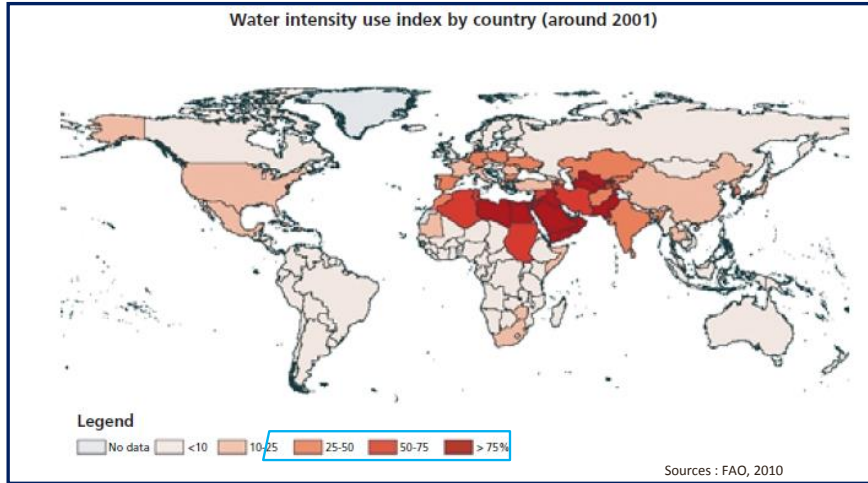 Water intensity use index by country (around 2001)
Legend
No data <10 10-25 25-50 50-75 > 75%
Sources : FAO, 2010